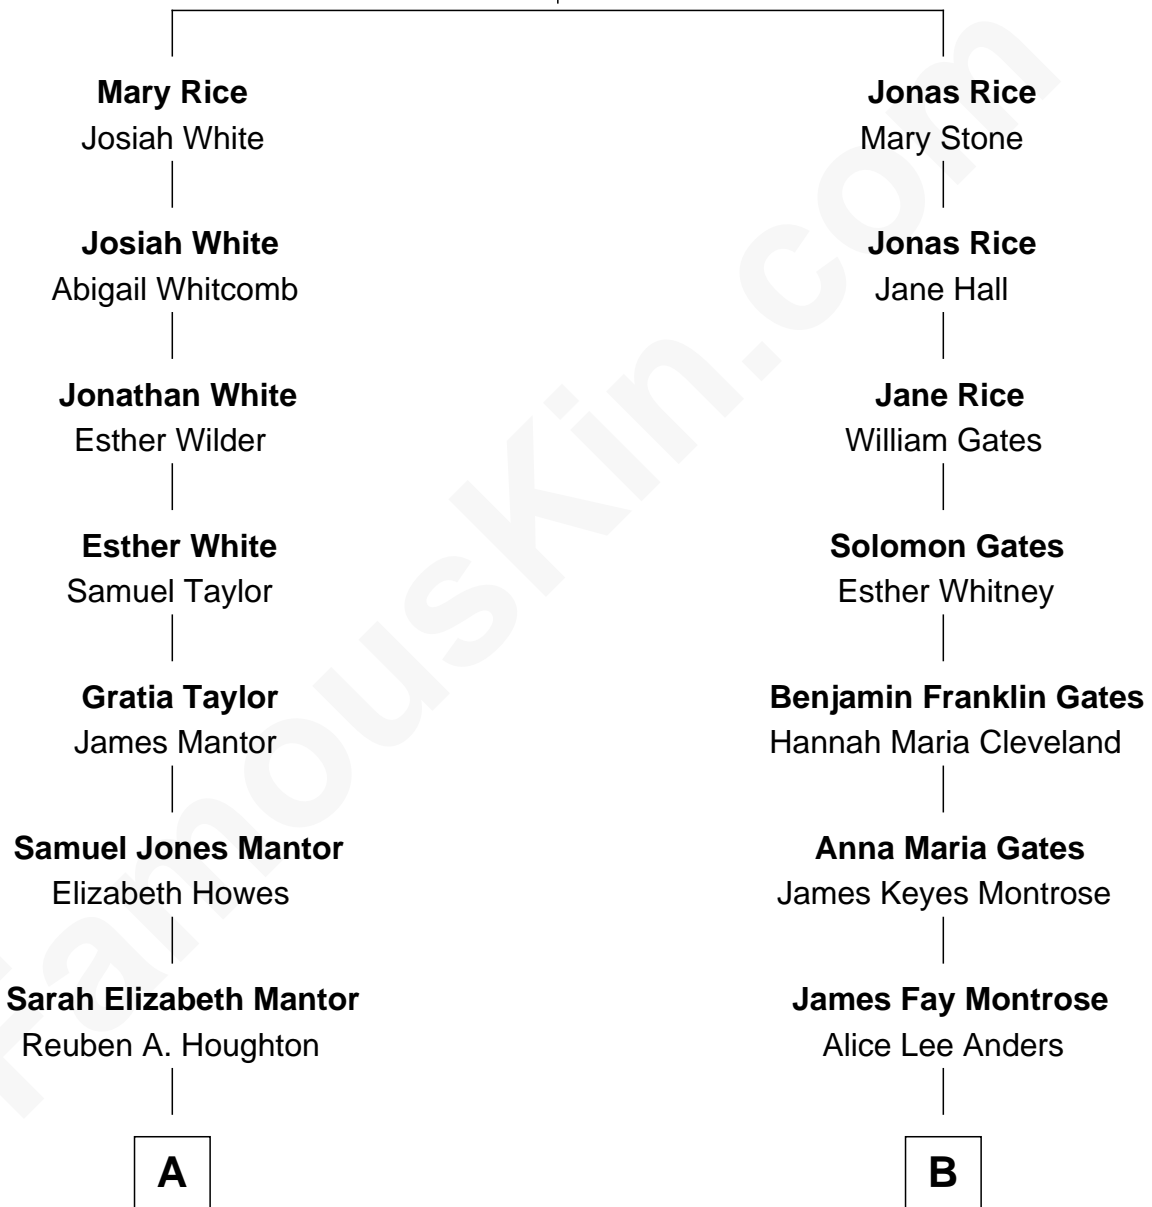 Mary Rice
Josiah White
Josiah White
Abigail Whitcomb
Jonathan White
Esther Wilder
Esther White
Samuel Taylor
Gratia Taylor
James Mantor
Samuel Jones Mantor
Elizabeth Howes
Sarah Elizabeth Mantor
Reuben A. Houghton
A
Jonas Rice
Mary Stone
Jonas Rice
Jane Hall
Jane Rice
William Gates
Solomon Gates
Esther Whitney
Benjamin Franklin Gates
Hannah Maria Cleveland
Anna Maria Gates
James Keyes Montrose
James Fay Montrose
Alice Lee Anders
B
FamousKin.com